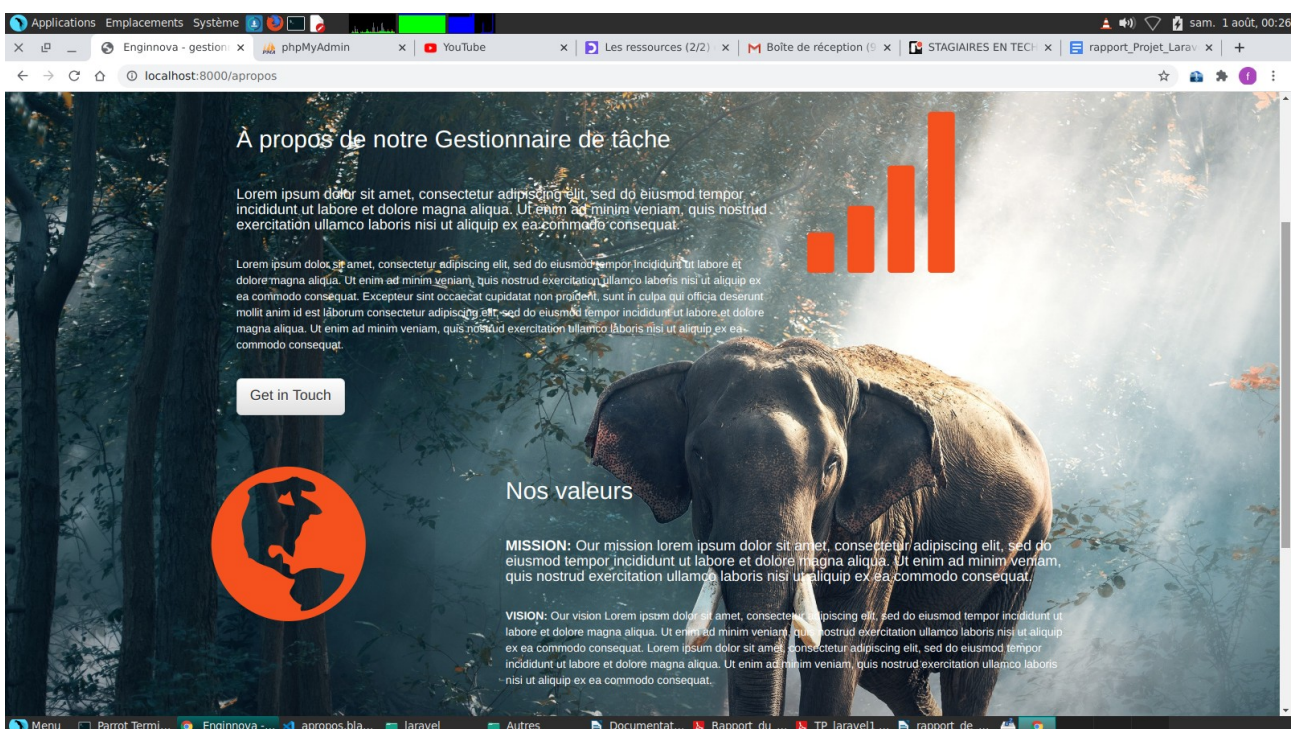 Applications Emplacements Système sam. 1 août, 00:26
Enginnova - gestion phpMyAdmin YouTube Les ressources (2/2) Boîte de réception (9 STAGIAIRES EN TECH rapport_Projet_Larav
localhost:8000/apropos
À propos de notre Gestionnaire de tâche
Lorem ipsum dolor sit amet, consectetur adipiscing elit, sed do eiusmod tempor
incididunt ut labore et dolore magna aliqua. Ut enim ad minim veniam, quis nostrud
exercitation ullamco laboris nisi ut aliquip ex ea commodo consequat.
Lorem ipsum dolor sit amet, consectetur adipiscing elit, sed do eiusmod tempor incididunt ut labore et
dolore magna aliqua. Ut enim ad minim veniam, quis nostrud exercitation ullamco laboris nisi ut aliquip ex
ea commodo consequat. Excepteur sint occaecat cupidatat non proident, sunt in culpa qui officia deserunt
mollit anim id est laborum consectetur adipiscing elit, sed do eiusmod tempor incididunt ut labore et dolore
magna aliqua. Ut enim ad minim veniam, quis nostrud exercitation ullamco laboris nisi ut aliquip ex ea
commodo consequat.
Get in Touch
Nos valeurs
MISSION: Our mission lorem ipsum dolor sit amet, consectetur adipiscing elit, sed do
eiusmod tempor incididunt ut labore et dolore magna aliqua. Ut enim ad minim veniam,
quis nostrud exercitation ullamco laboris nisi ut aliquip ex ea commodo consequat.
VISION: Our vision Lorem ipsum dolor sit amet, consectetur adipiscing elit, sed do eiusmod tempor incididunt ut
labore et dolore magna aliqua. Ut enim ad minim veniam, quis nostrud exercitation ullamco laboris nisi ut aliquip
ex ea commodo consequat. Lorem ipsum dolor sit amet, consectetur adipiscing elit, sed do eiusmod tempor
incididunt ut labore et dolore magna aliqua. Ut enim ad minim veniam, quis nostrud exercitation ullamco laboris
nisi ut aliquip ex ea commodo consequat.
Menu Parrot Termi... Enginnova -... apropos.bla... laravel Autres Documentat... Rapport_du_... TP_laravel1_... rapport_de_...